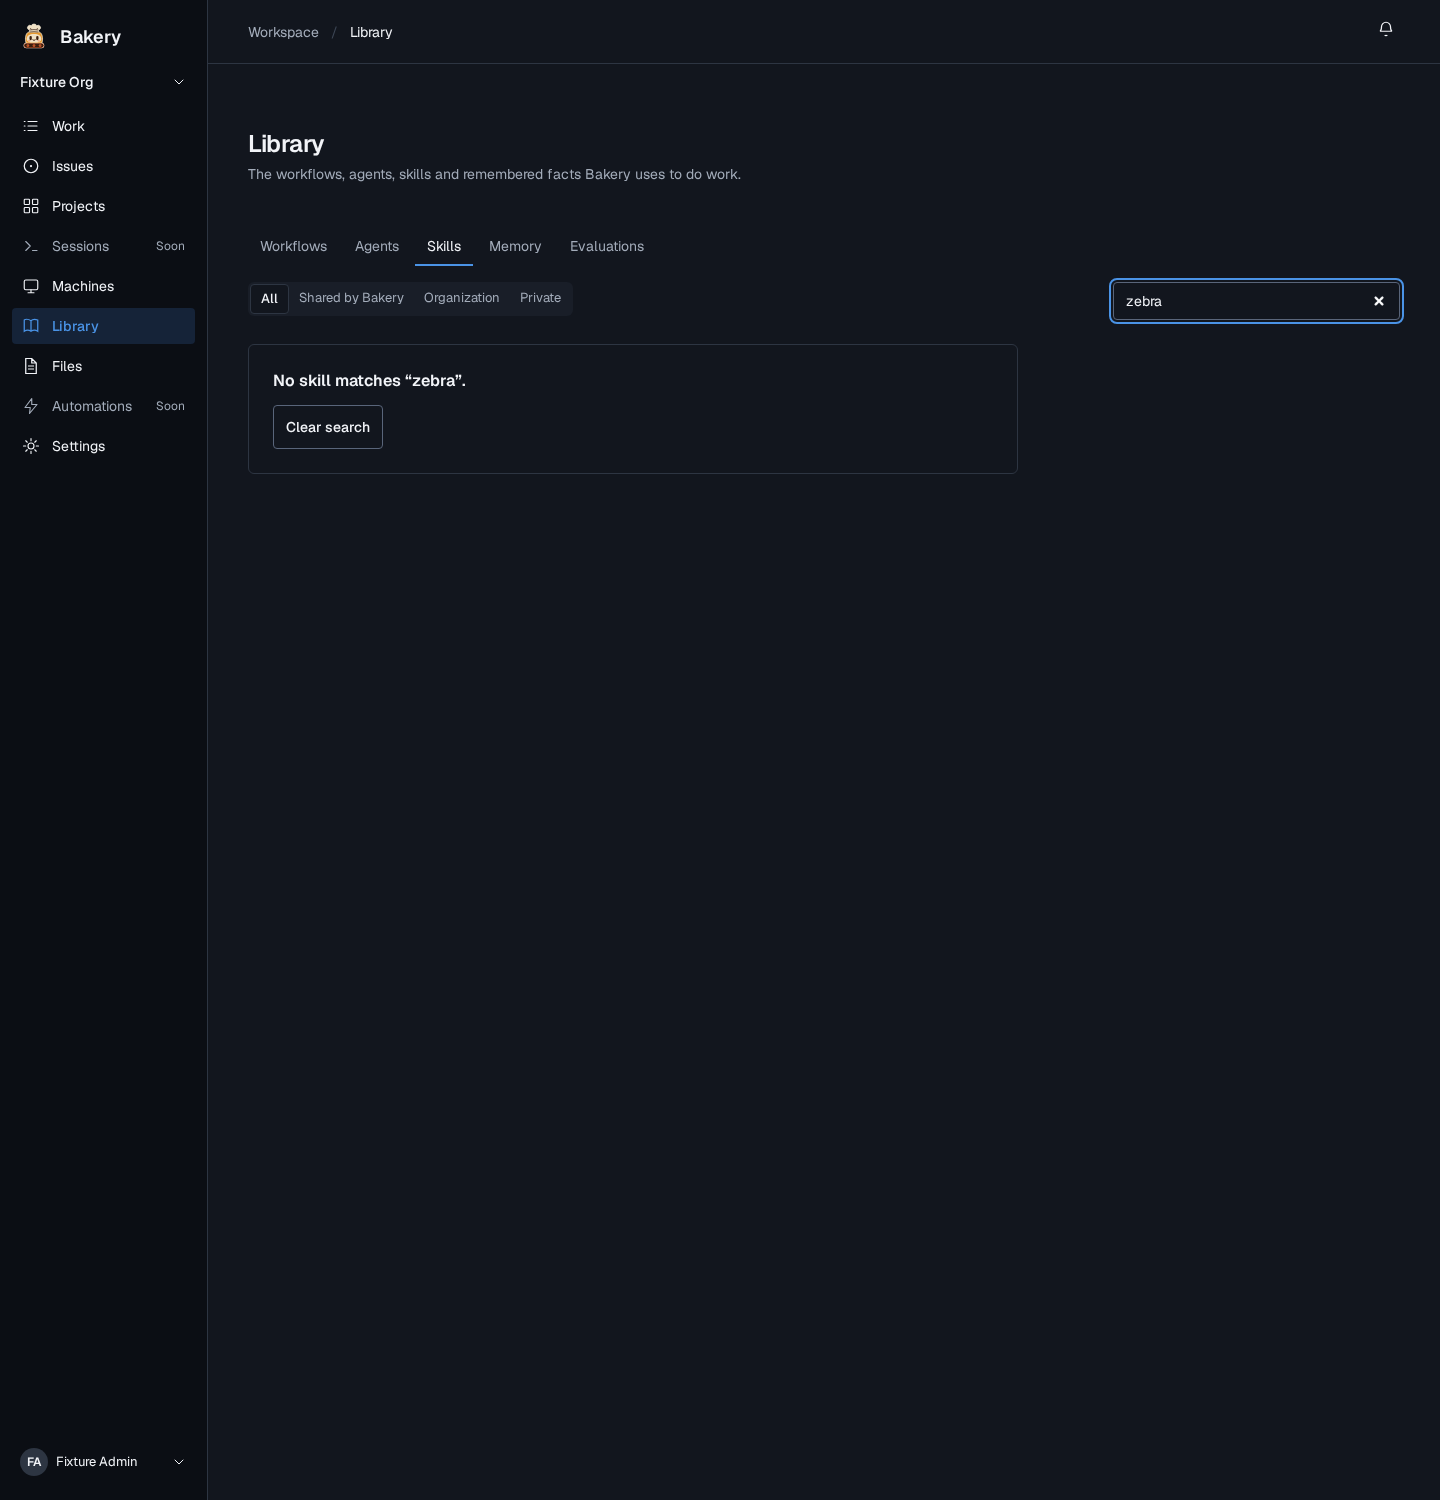 Bakery
Fixture Org
Work
Issues
Projects
Sessions Soon
Machines
Library
Files
Automations Soon
Settings
FA Fixture Admin
Workspace / Library
Library
The workflows, agents, skills and remembered facts Bakery uses to do work.
Workflows Agents Skills Memory Evaluations
All Shared by Bakery Organization Private
zebra
No skill matches “zebra”.
Clear search